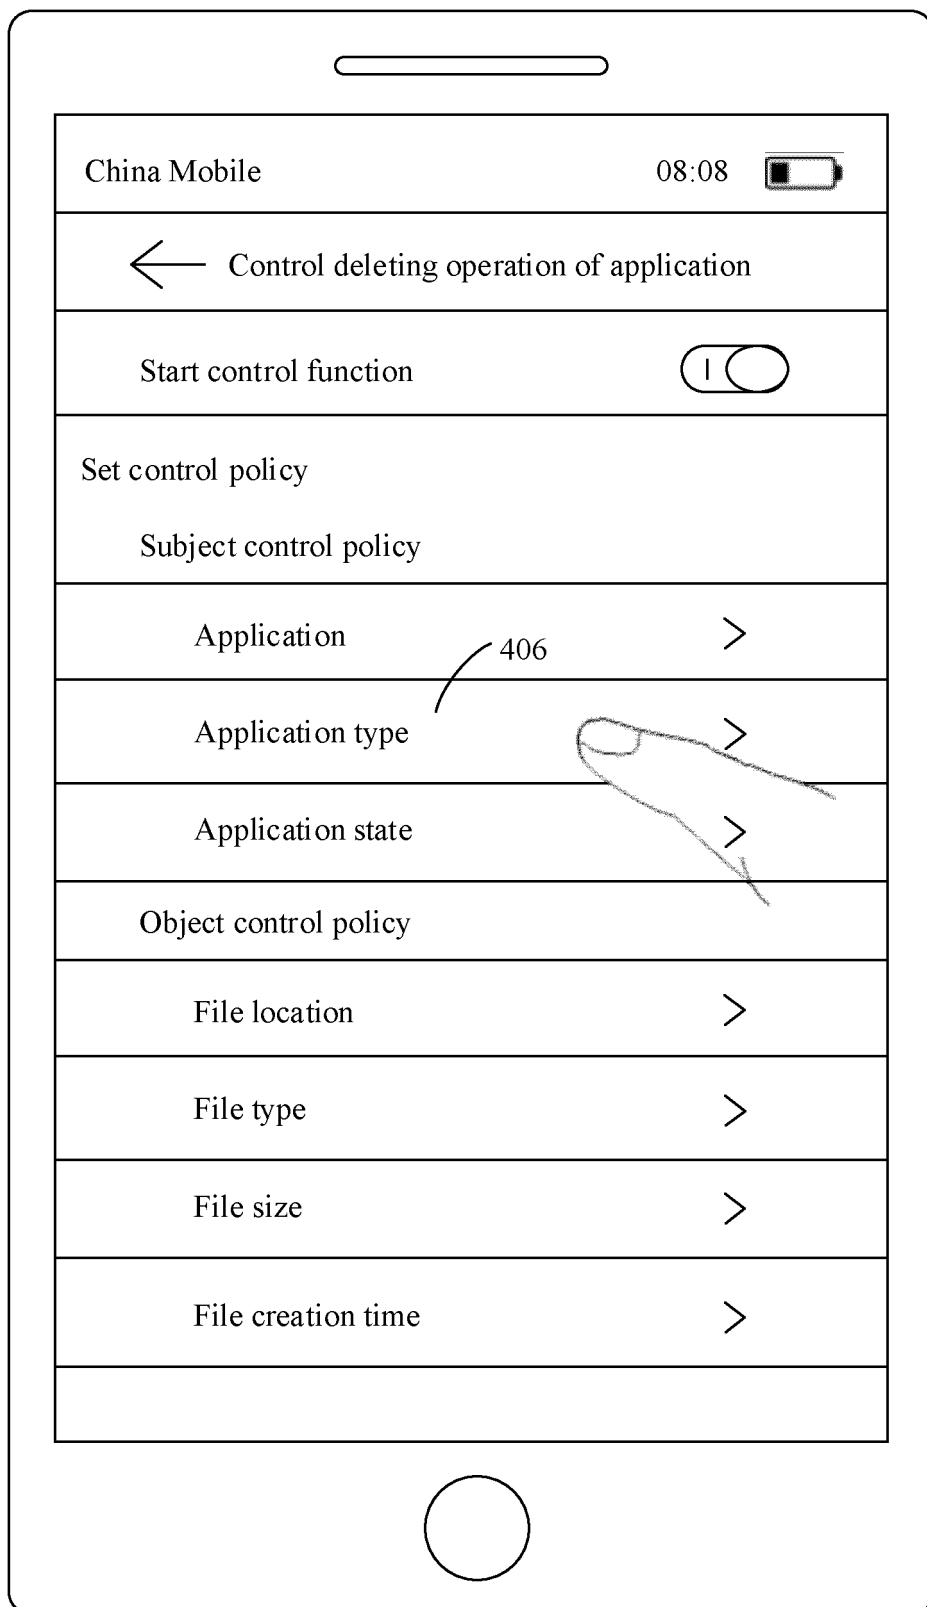 China Mobile 08:08
Control deleting operation of application
Start control function
Set control policy
Subject control policy
Application
406
Application type
Application state
Object control policy
File location
File type
File size
File creation time